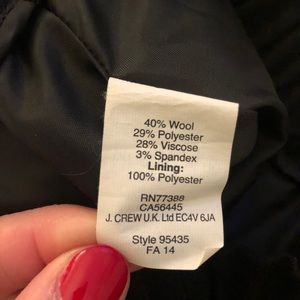 40% Wool
29% Polyester
28% Viscose
3% Spandex
Lining:
100% Polyester
RN77388
CA56445
J. CREW U.K. Ltd EC4V 6JA
Style 95435
FA 14